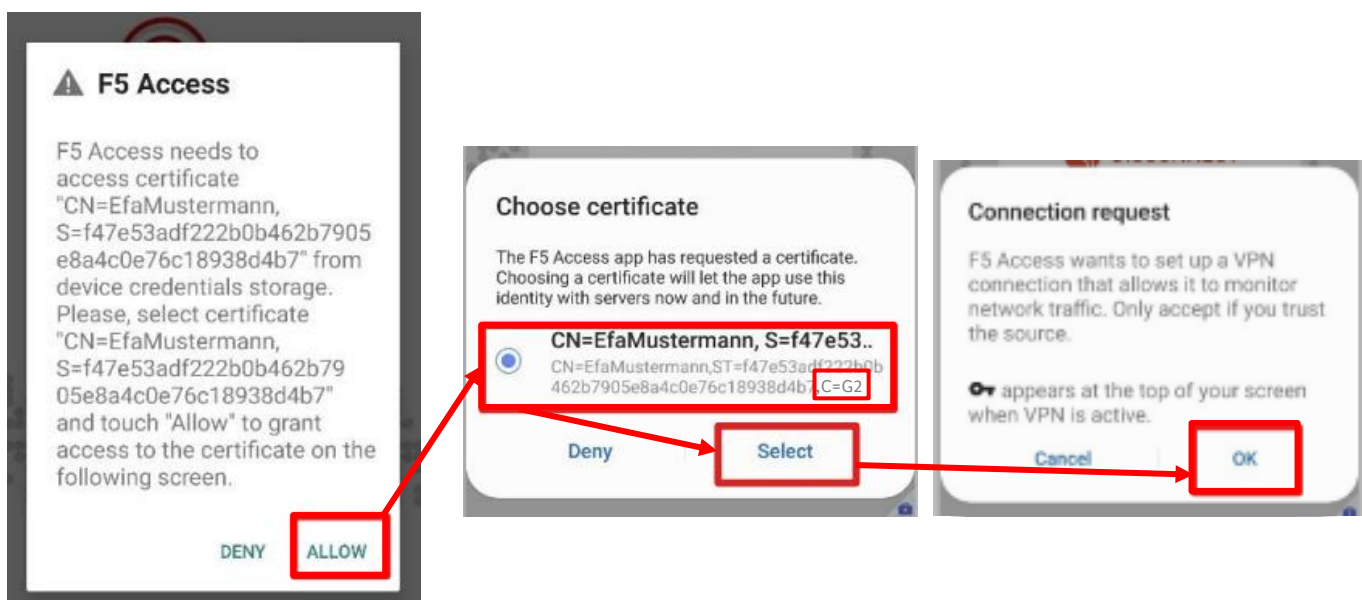 F5 Access
F5 Access needs to
access certificate
"CN=EfaMustermann,
S=f47e53adf222b0b462b7905
e8a4c0e76c18938d4b7" from
device credentials storage.
Please, select certificate
"CN=EfaMustermann,
S=f47e53adf222b0b462b79
05e8a4c0e76c18938d4b7"
and touch "Allow" to grant
access to the certificate on the
following screen.
DENY ALLOW
Choose certificate
The F5 Access app has requested a certificate.
Choosing a certificate will let the app use this
identity with servers now and in the future.
CN=EfaMustermann, S=f47e53..
CN=EfaMustermann,ST=f47e53adf222b0b
462b7905e8a4c0e76c18938d4b7,C=G2
Deny Select
Connection request
F5 Access wants to set up a VPN
connection that allows it to monitor
network traffic. Only accept if you trust
the source.
appears at the top of your screen
when VPN is active.
Cancel OK